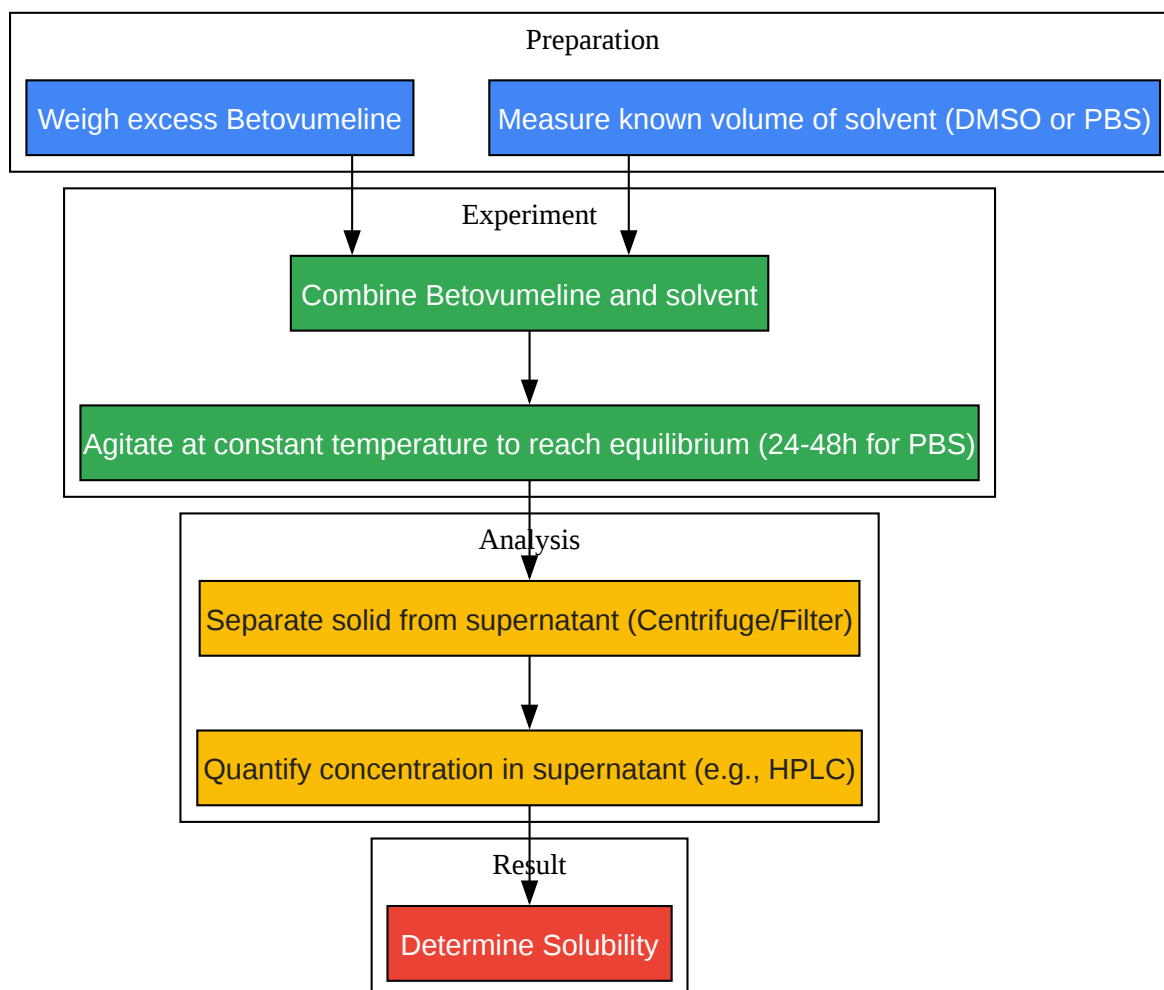 Preparation
Weigh excess Betovumeline
Measure known volume of solvent (DMSO or PBS)
Experiment
Combine Betovumeline and solvent
Agitate at constant temperature to reach equilibrium (24-48h for PBS)
Analysis
Separate solid from supernatant (Centrifuge/Filter)
Quantify concentration in supernatant (e.g., HPLC)
Result
Determine Solubility